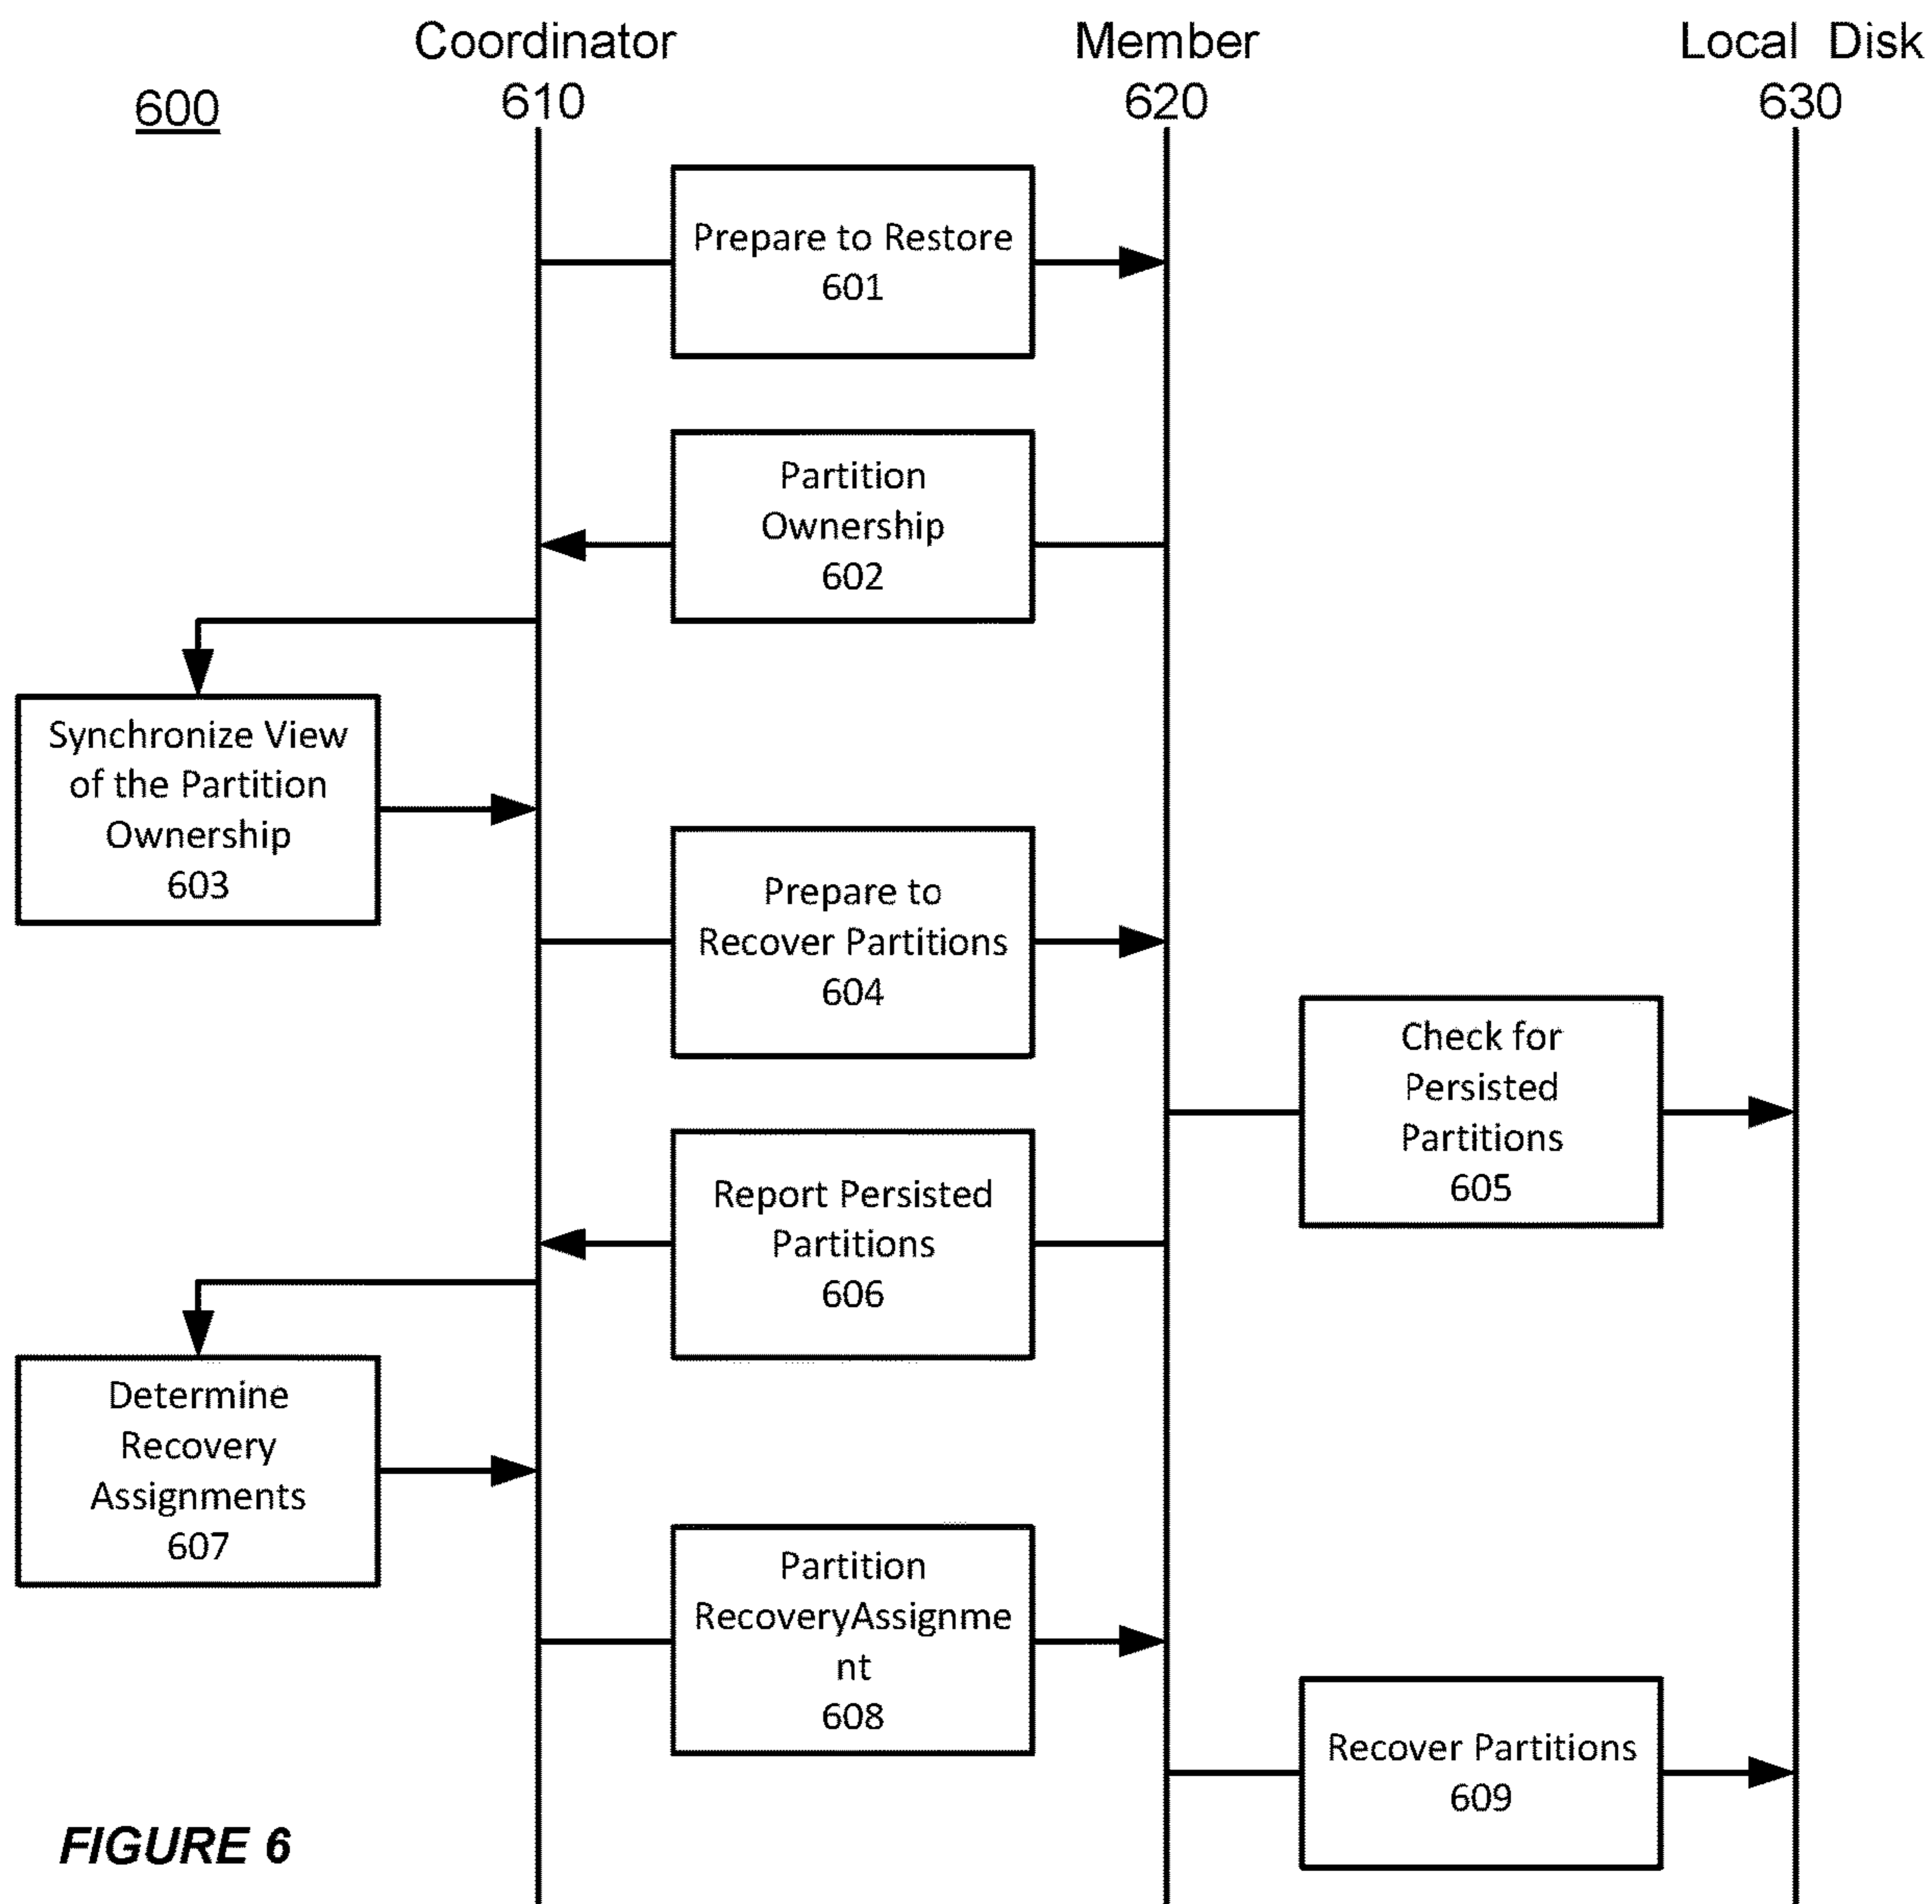 Coordinator
610
Member
620
Local Disk
630
600
Prepare to Restore
601
Partition
Ownership
602
Synchronize View
of the Partition
Ownership
603
Prepare to
Recover Partitions
604
Check for
Persisted
Partitions
605
Report Persisted
Partitions
606
Determine
Recovery
Assignments
607
Partition
RecoveryAssignme
nt
608
Recover Partitions
609
FIGURE 6